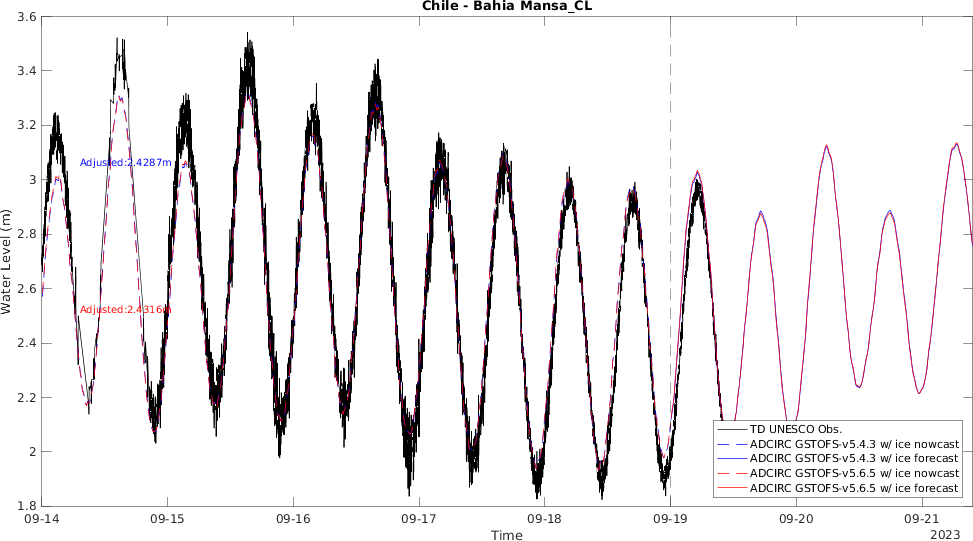 Chile - Bahia Mansa_CL
3.6
3.4
3.2
3
2.8
2.6
2.4
2.2
2
1.8
Water Level (m)
Adjusted:2.4287m
Adjusted:2.4316m
TD UNESCO Obs.
ADCIRC GSTOFS-v5.4.3 w/ ice nowcast
ADCIRC GSTOFS-v5.4.3 w/ ice forecast
ADCIRC GSTOFS-v5.6.5 w/ ice nowcast
ADCIRC GSTOFS-v5.6.5 w/ ice forecast
09-14 09-15 09-16 09-17 09-18 09-19 09-20 09-21
Time
2023